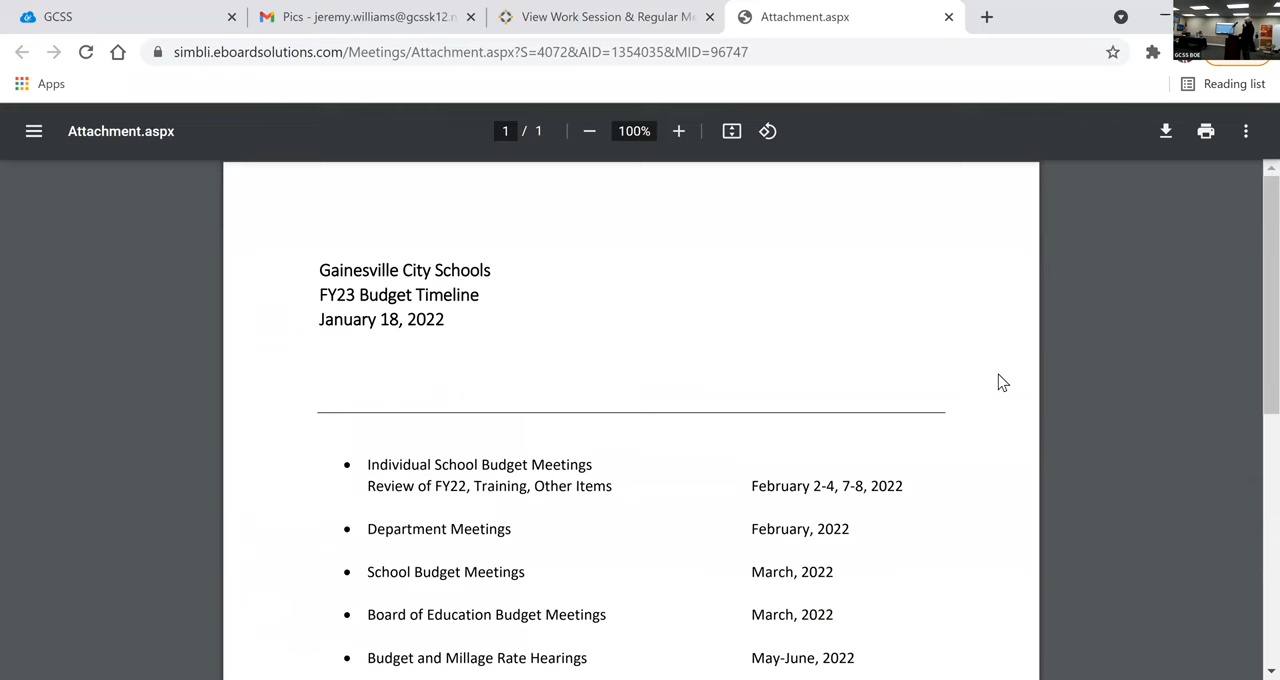 GCSS
Pics - jeremy.williams@gcssk12.n
View Work Session & Regular M
Attachment.aspx
simbli.eboardsolutions.com/Meetings/Attachment.aspx?S=4072&AID=1354035&MID=96747
GCSS BOE
Apps
Reading list
Attachment.aspx
1 / 1
100%
Gainesville City Schools
FY23 Budget Timeline
January 18, 2022
• Individual School Budget Meetings
Review of FY22, Training, Other Items February 2-4, 7-8, 2022
• Department Meetings February, 2022
• School Budget Meetings March, 2022
• Board of Education Budget Meetings March, 2022
• Budget and Millage Rate Hearings May-June, 2022